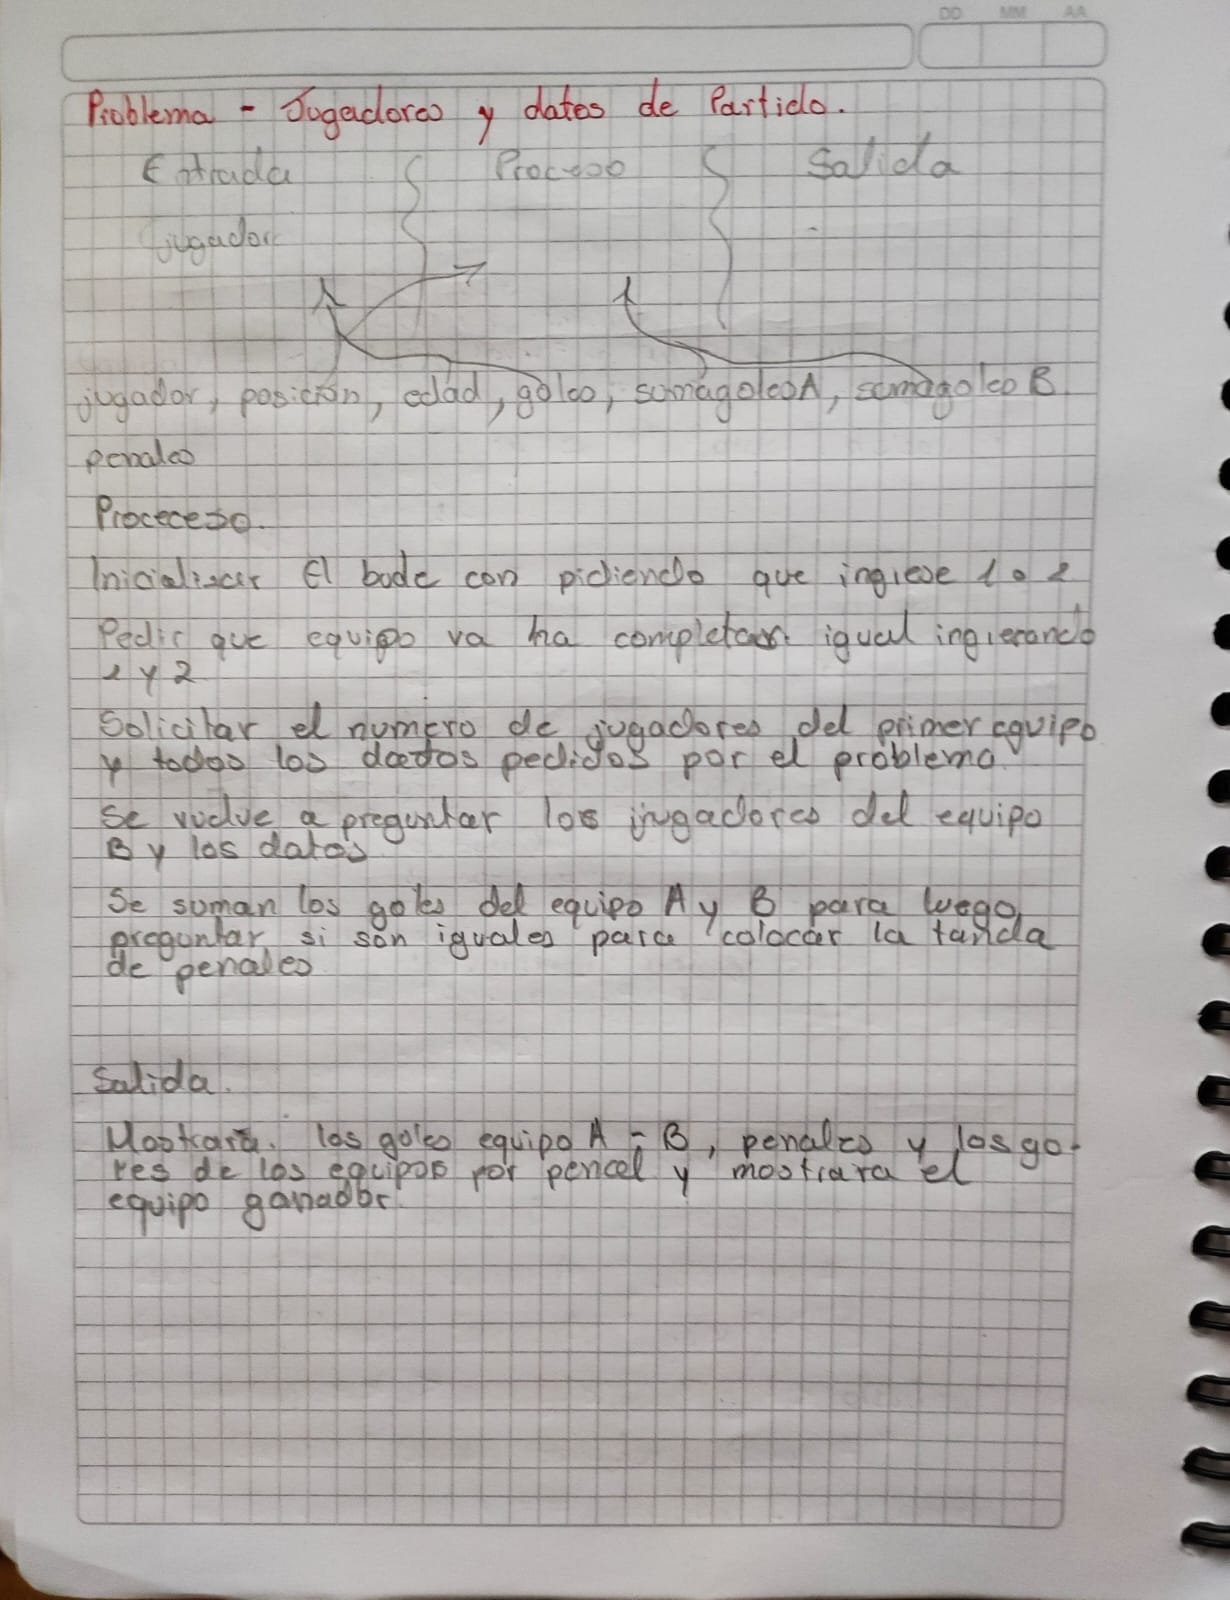 DD MM AA
Problema - Jugadores y datos de Partido.
Entrada Proceso Salida
jugador
jugador, posición, edad, goles, sumagolesA, sumagoles B
penales
Prococeso.
Inicializar El bucle con pidiendo que ingrese 1 o 2
Pedir que equipo va ha completar igual ingresando
1 y 2
Solicitar el numero de jugadores del primer equipo
y todos los datos pedidos por el problema
Se vuelve a preguntar los jugadores del equipo
B y los datos
Se suman los goles del equipo A y B para luego
preguntar si son iguales para colocar la tanda
de penales
Salida.
Mostrara. los goles equipo A - B, penales y los go-
res de los equipos por penal y mostrara el
equipo ganador.